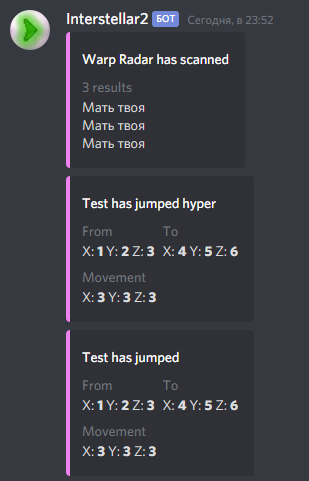 Interstellar2 БОТ Сегодня, в 23:52
Warp Radar has scanned
3 results
Мать твоя
Мать твоя
Мать твоя
Test has jumped hyper
From To
X: 1 Y: 2 Z: 3 X: 4 Y: 5 Z: 6
Movement
X: 3 Y: 3 Z: 3
Test has jumped
From To
X: 1 Y: 2 Z: 3 X: 4 Y: 5 Z: 6
Movement
X: 3 Y: 3 Z: 3